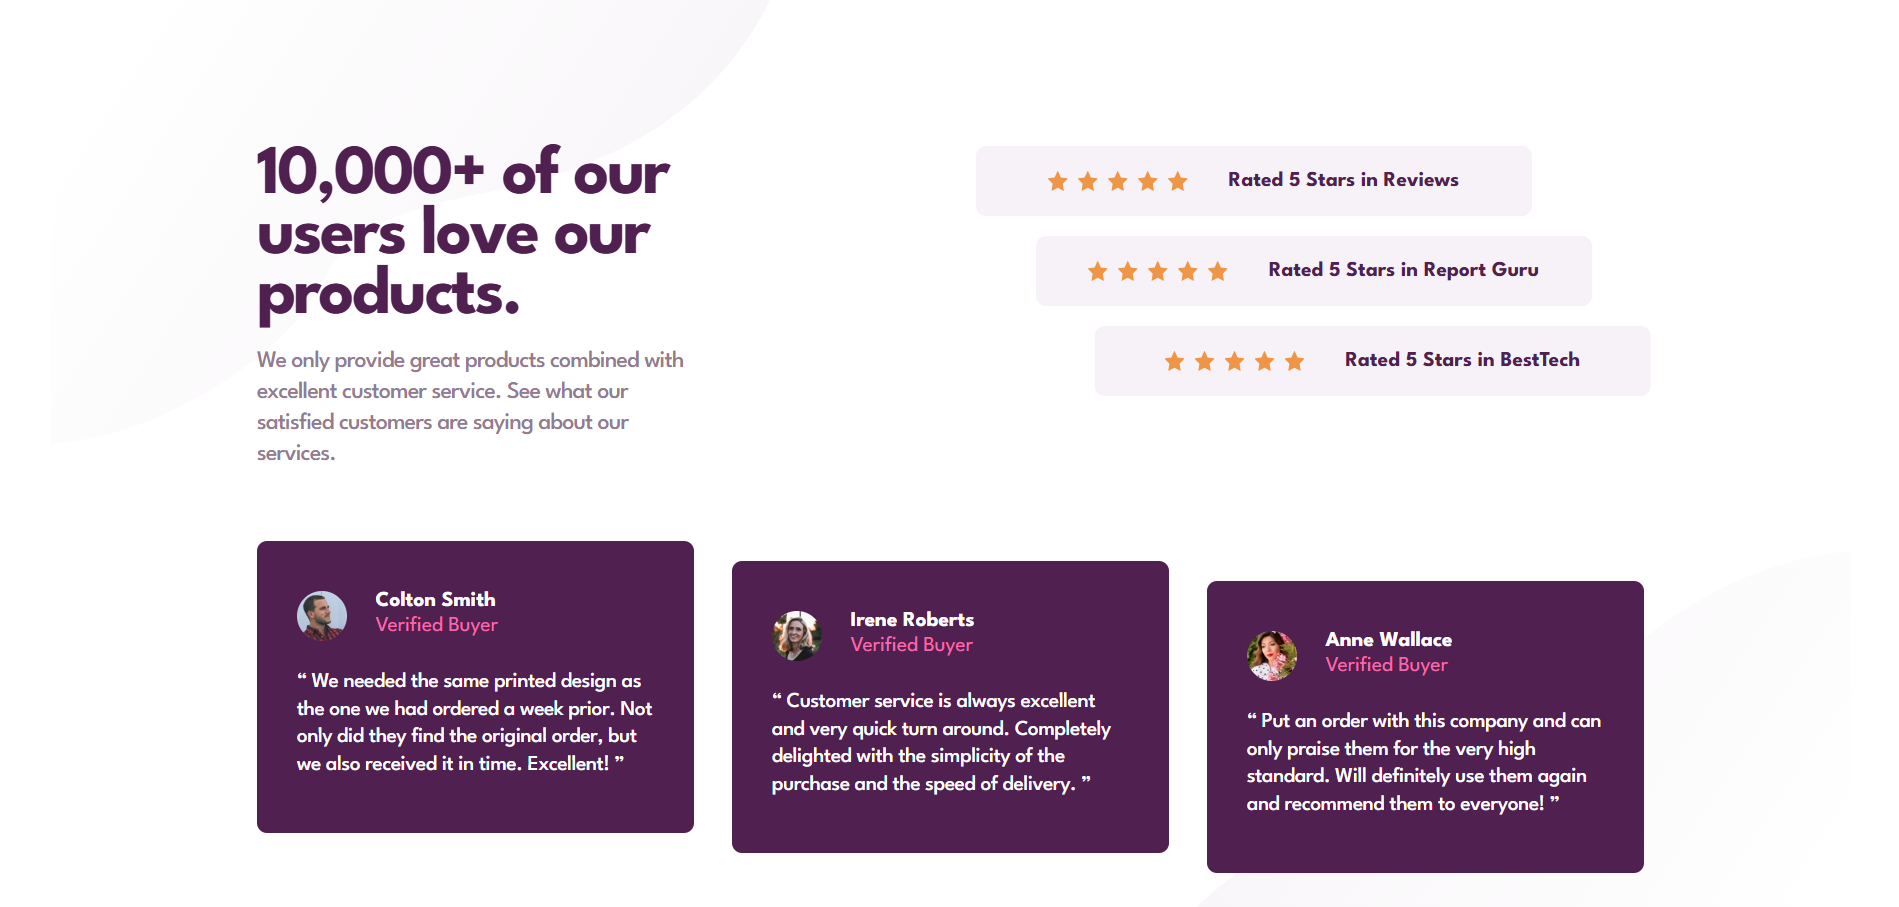 10,000+ of our
users love our
products.
We only provide great products combined with
excellent customer service. See what our
satisfied customers are saying about our
services.
Rated 5 Stars in Reviews
Rated 5 Stars in Report Guru
Rated 5 Stars in BestTech
Colton Smith
Verified Buyer
“ We needed the same printed design as
the one we had ordered a week prior. Not
only did they find the original order, but
we also received it in time. Excellent! ”
Irene Roberts
Verified Buyer
“ Customer service is always excellent
and very quick turn around. Completely
delighted with the simplicity of the
purchase and the speed of delivery. ”
Anne Wallace
Verified Buyer
“ Put an order with this company and can
only praise them for the very high
standard. Will definitely use them again
and recommend them to everyone! ”